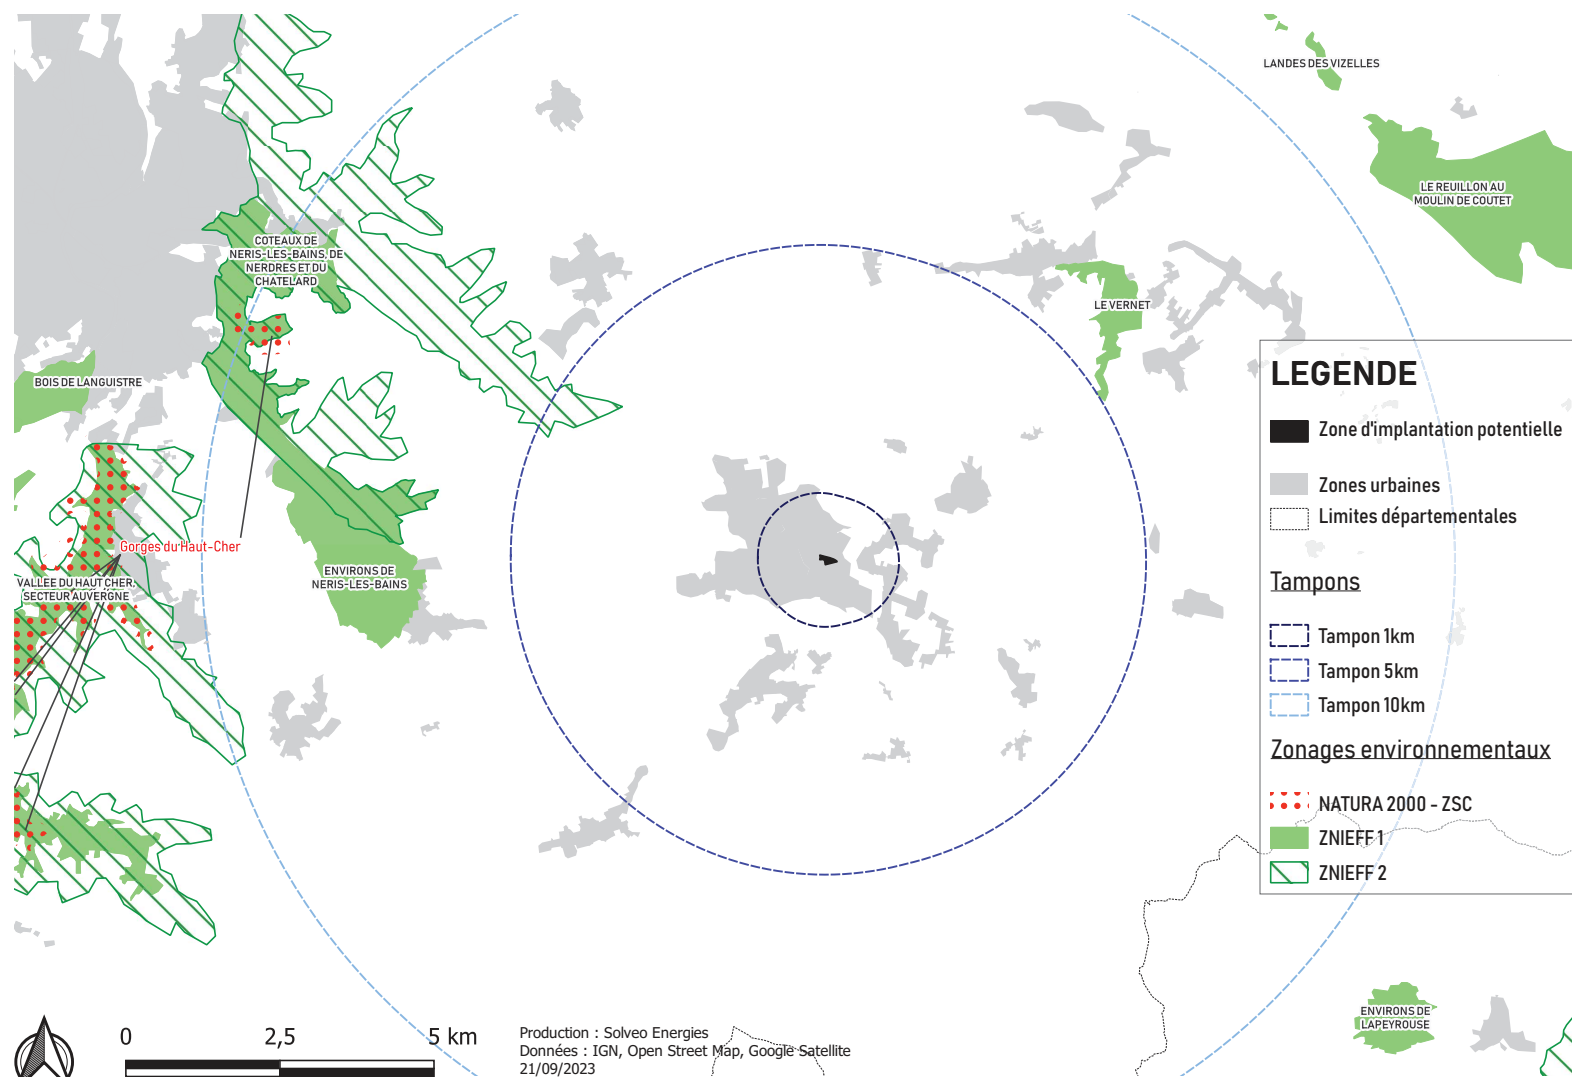 LANDES DES VIZELLES
LE REUILLON AU
MOULIN DE COUTET
COTEAUX DE
NERIS-LES-BAINS, DE
NERDRES ET DU
CHATELARD
LE VERNET
BOIS DE LANGUISTRE
Gorges du Haut-Cher
VALLEE DU HAUT CHER,
SECTEUR AUVERGNE
ENVIRONS DE
NERIS-LES-BAINS
LEGENDE
Zone d'implantation potentielle
Zones urbaines
Limites départementales
Tampons
Tampon 1km
Tampon 5km
Tampon 10km
Zonages environnementaux
NATURA 2000 - ZSC
ZNIEFF 1
ZNIEFF 2
ENVIRONS DE
LAPEYROUSE
0 2,5 5 km
Production : Solveo Energies
Données : IGN, Open Street Map, Google Satellite
21/09/2023